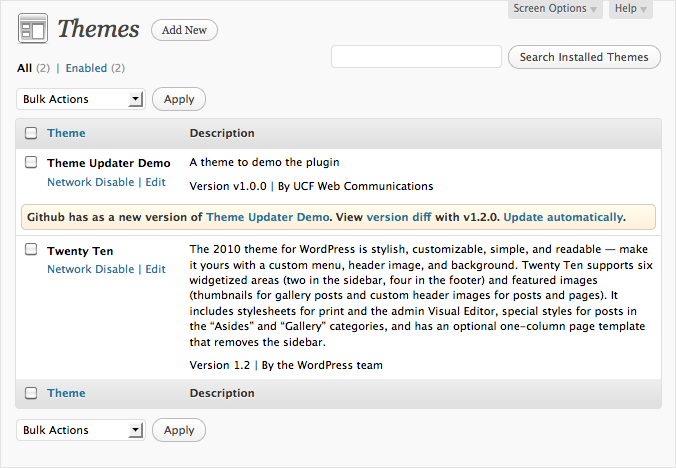 Screen Options Help
Themes Add New
All (2) | Enabled (2)
Search Installed Themes
Bulk Actions Apply
Theme Description
Theme Updater Demo A theme to demo the plugin
Network Disable | Edit
Version v1.0.0 | By UCF Web Communications
Github has as a new version of Theme Updater Demo. View version diff with v1.2.0. Update automatically.
Twenty Ten The 2010 theme for WordPress is stylish, customizable, simple, and readable — make
Network Disable | Edit it yours with a custom menu, header image, and background. Twenty Ten supports six
widgetized areas (two in the sidebar, four in the footer) and featured images
(thumbnails for gallery posts and custom header images for posts and pages). It
includes stylesheets for print and the admin Visual Editor, special styles for posts in
the “Asides” and “Gallery” categories, and has an optional one-column page template
that removes the sidebar.
Version 1.2 | By the WordPress team
Theme Description
Bulk Actions Apply